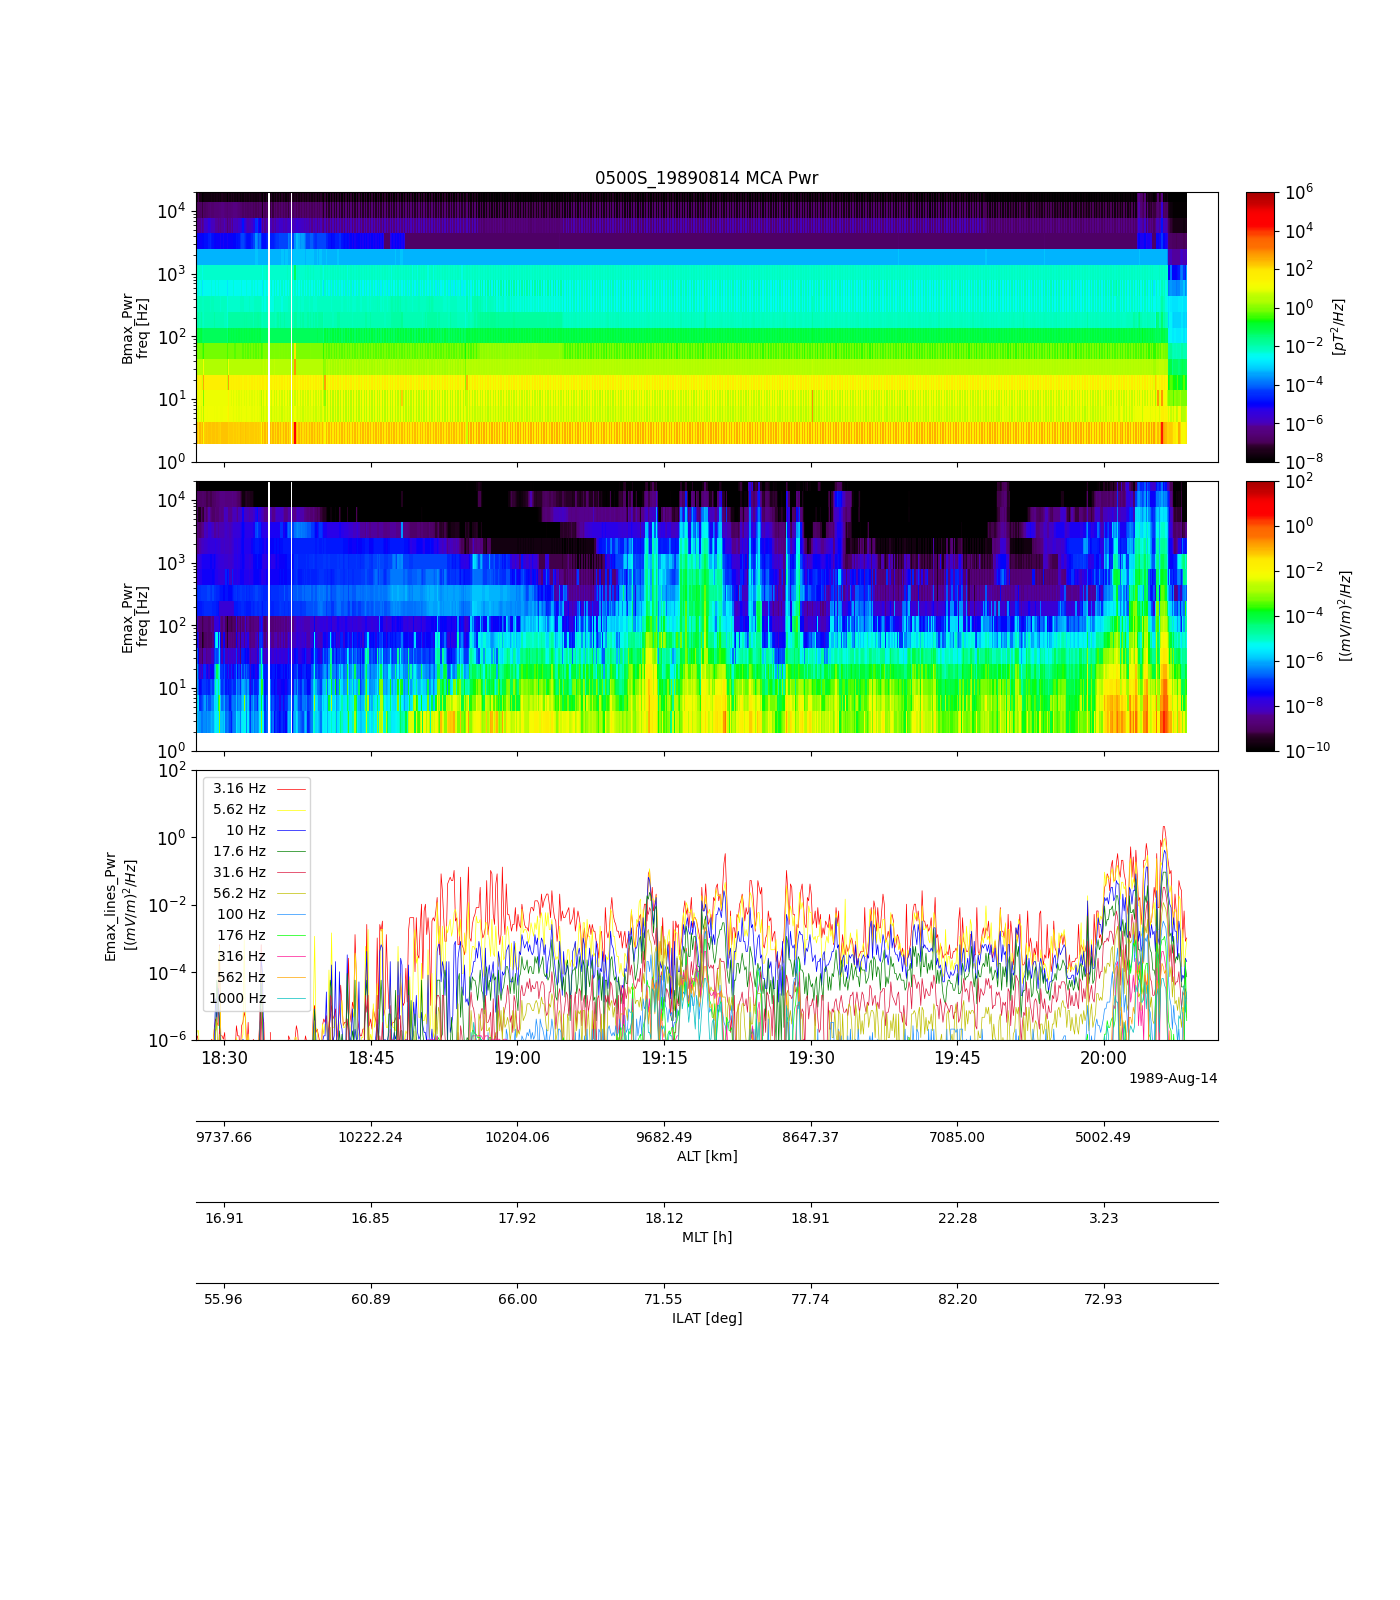 0500S_19890814 MCA Pwr
10^4
10^3
10^2
10^1
10^0
Bmax_Pwr
freq [Hz]
10^6
10^4
10^2
10^0
10^-2
10^-4
10^-6
10^-8
[pT^2/Hz]
10^4
10^3
10^2
10^1
10^0
Emax_Pwr
freq [Hz]
10^2
10^0
10^-2
10^-4
10^-6
10^-8
10^-10
[(mV/m)^2/Hz]
10^2
10^0
10^-2
10^-4
10^-6
Emax_lines_Pwr
[(mV/m)^2/Hz]
3.16 Hz
5.62 Hz
10 Hz
17.6 Hz
31.6 Hz
56.2 Hz
100 Hz
176 Hz
316 Hz
562 Hz
1000 Hz
18:30 18:45 19:00 19:15 19:30 19:45 20:00
1989-Aug-14
9737.66 10222.24 10204.06 9682.49 8647.37 7085.00 5002.49
ALT [km]
16.91 16.85 17.92 18.12 18.91 22.28 3.23
MLT [h]
55.96 60.89 66.00 71.55 77.74 82.20 72.93
ILAT [deg]